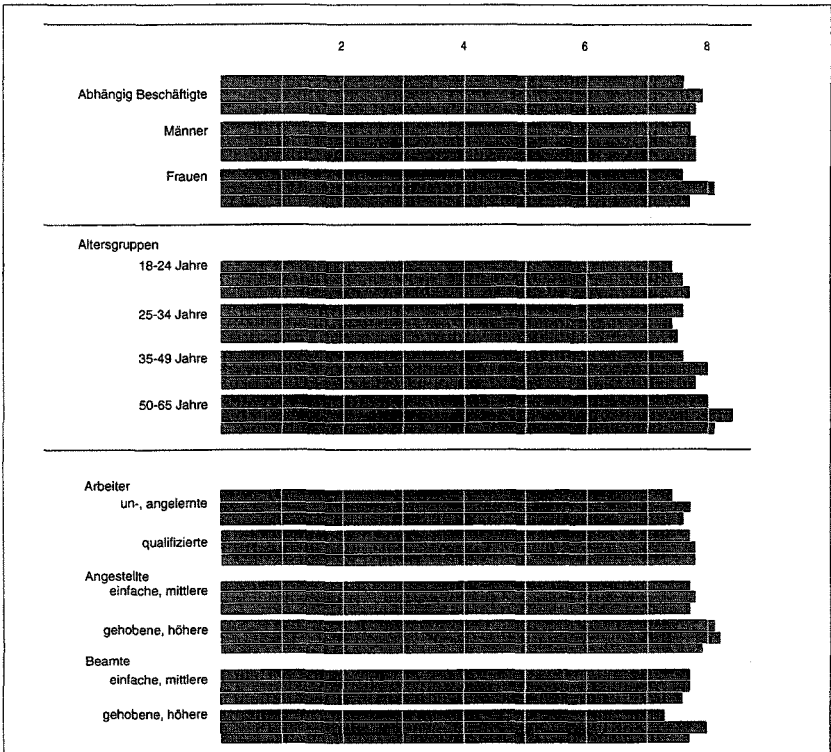 2 4 6 8
Abhängig Beschäftigte
Männer
Frauen
Altersgruppen
18-24 Jahre
25-34 Jahre
35-49 Jahre
50-65 Jahre
Arbeiter
un-, angelernte
qualifizierte
Angestellte
einfache, mittlere
gehobene, höhere
Beamte
einfache, mittlere
gehobene, höhere